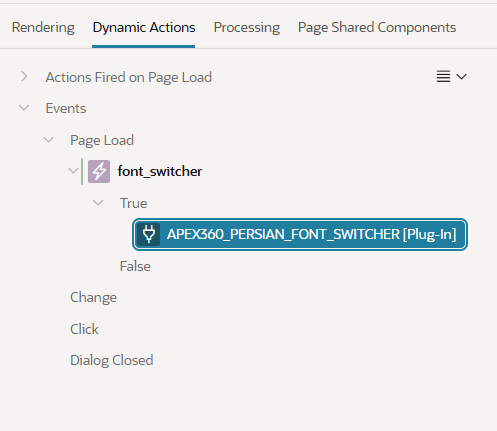 Rendering Dynamic Actions Processing Page Shared Components
Actions Fired on Page Load
Events
Page Load
font_switcher
True
APEX360_PERSIAN_FONT_SWITCHER [Plug-In]
False
Change
Click
Dialog Closed